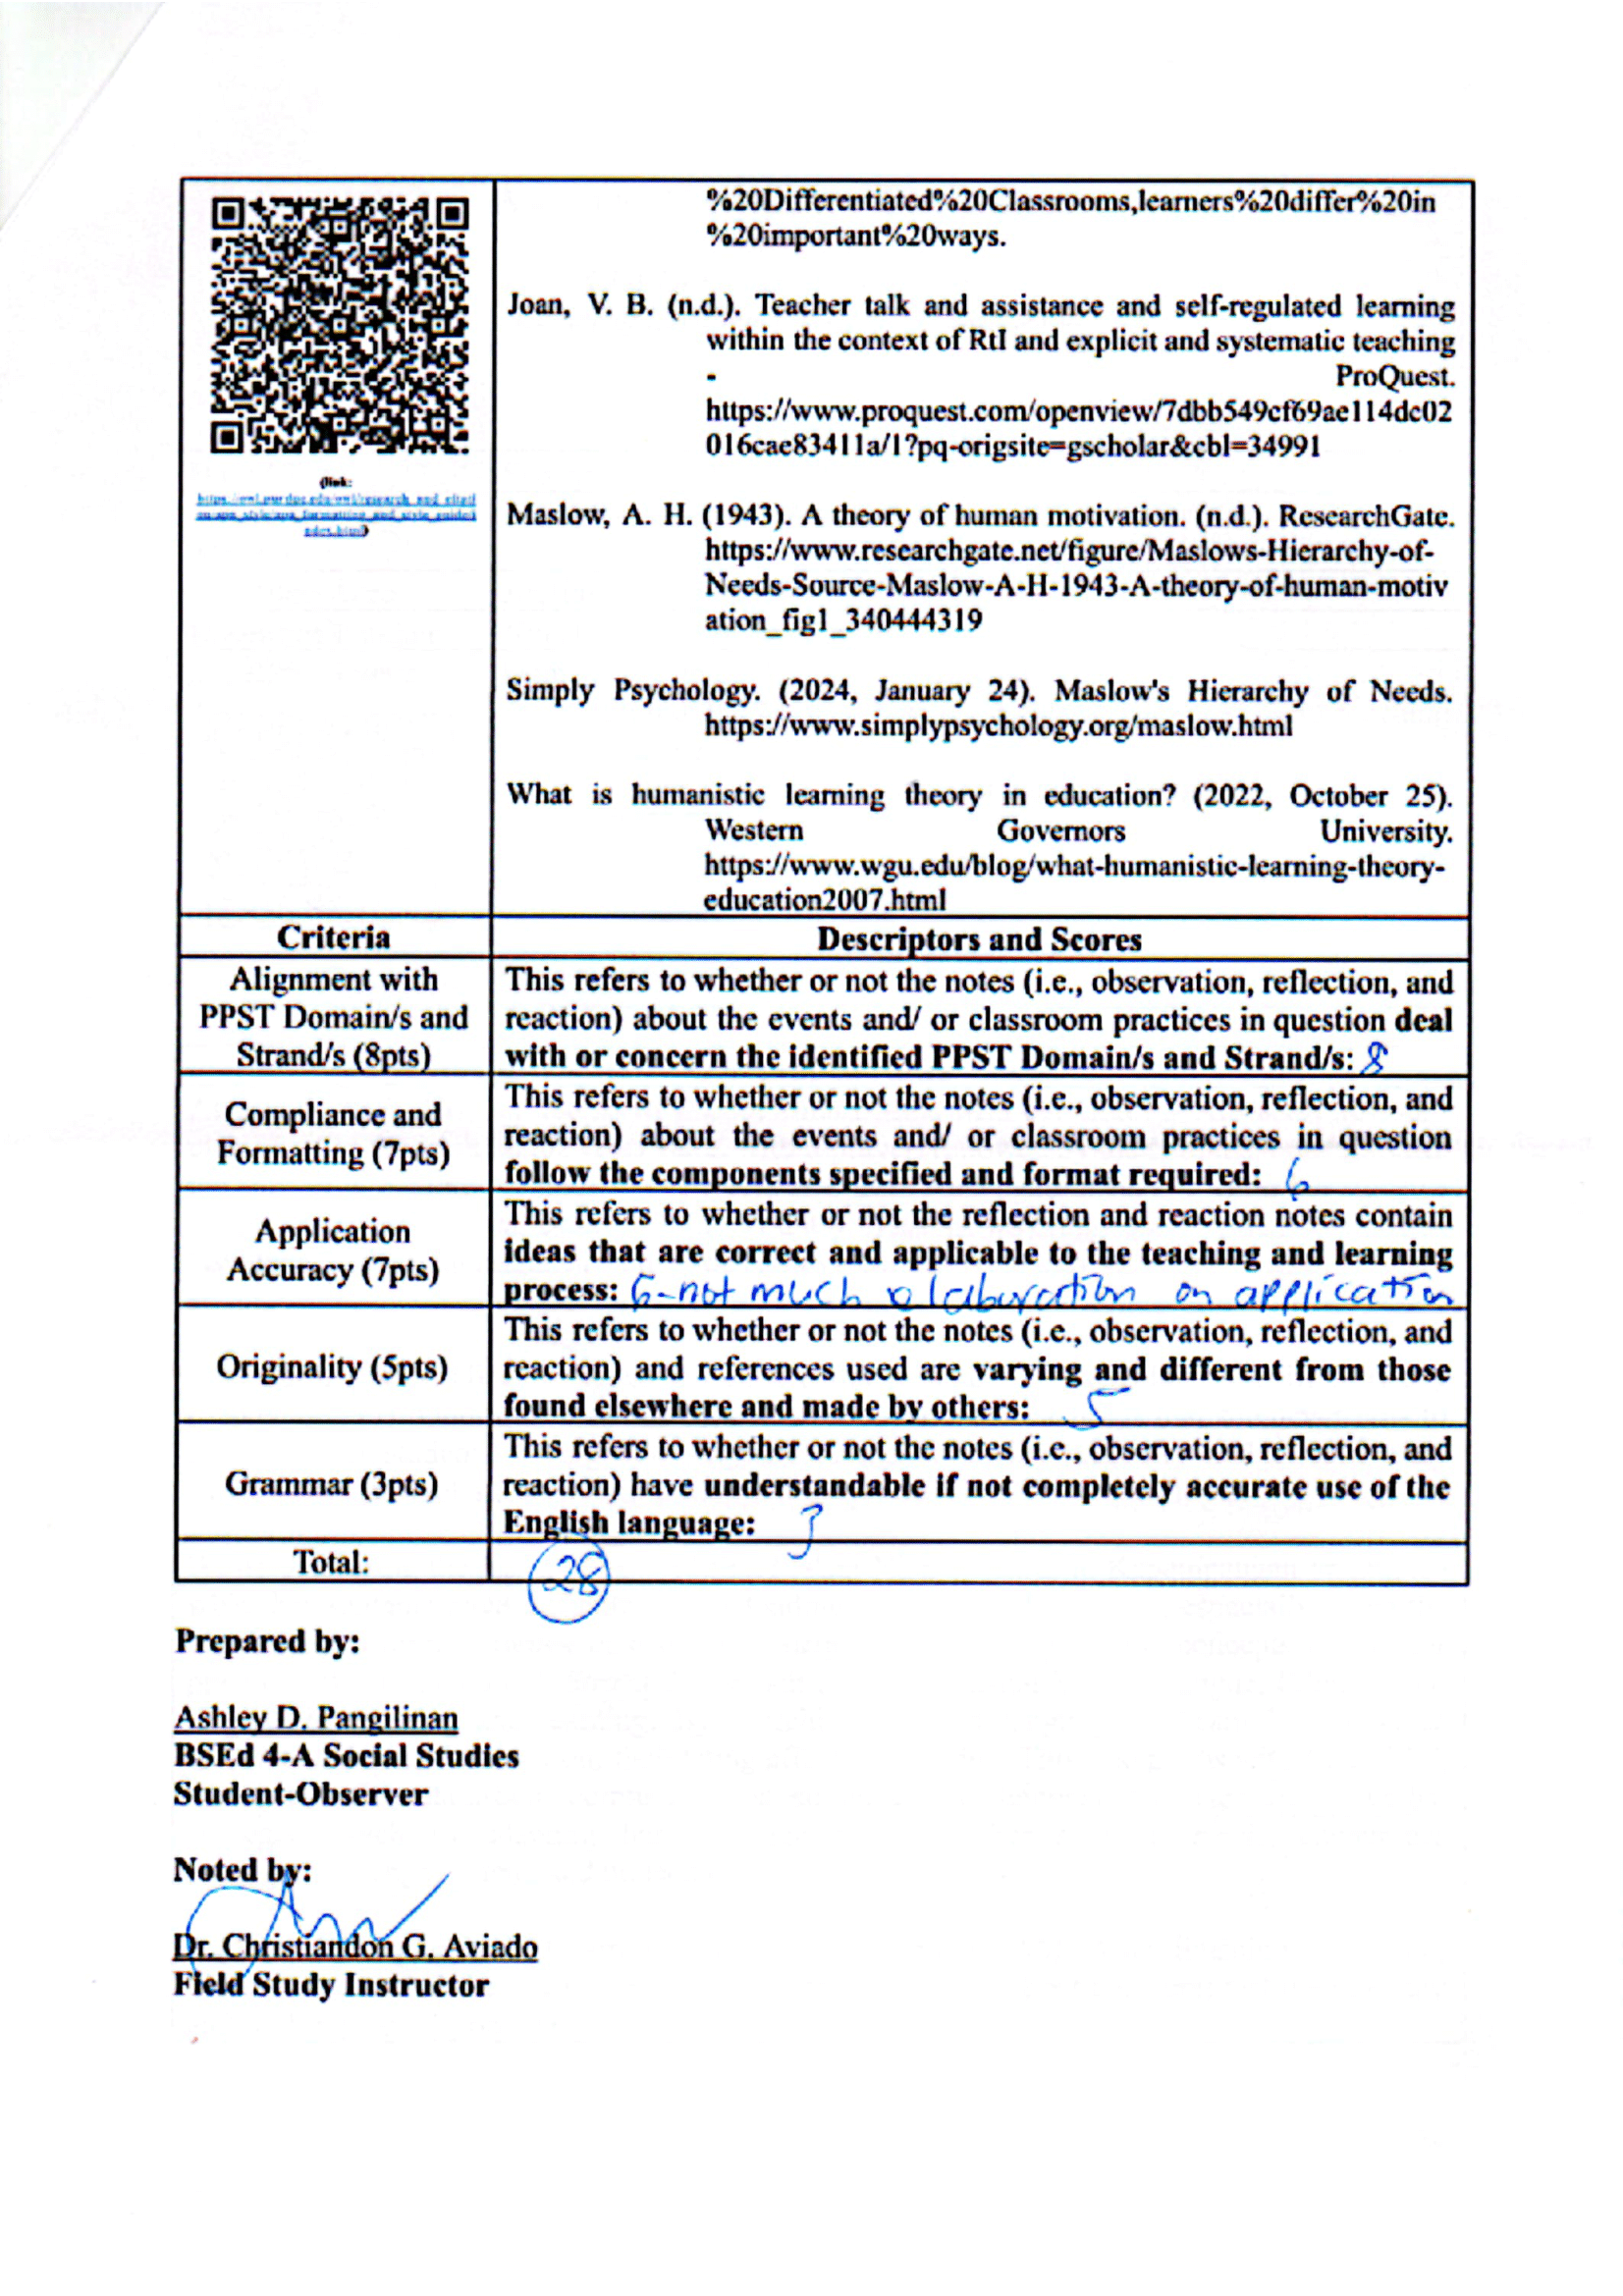 %20Differentiated%20Classrooms,learners%20differ%20in
%20important%20ways.
Joan, V. B. (n.d.). Teacher talk and assistance and self-regulated learning
within the context of RtI and explicit and systematic teaching
- ProQuest.
https://www.proquest.com/openview/7dbb549cf69ae114dc02
016cae83411a/1?pq-origsite=gscholar&cbl=34991
(link:
Maslow, A. H. (1943). A theory of human motivation. (n.d.). ResearchGate.
https://www.researchgate.net/figure/Maslows-Hierarchy-of-
Needs-Source-Maslow-A-H-1943-A-theory-of-human-motiv
ation_fig1_340444319
Simply Psychology. (2024, January 24). Maslow's Hierarchy of Needs.
https://www.simplypsychology.org/maslow.html
What is humanistic learning theory in education? (2022, October 25).
Western Governors University.
https://www.wgu.edu/blog/what-humanistic-learning-theory-
education2007.html
Criteria Descriptors and Scores
Alignment with
PPST Domain/s and
Strand/s (8pts)
This refers to whether or not the notes (i.e., observation, reflection, and
reaction) about the events and/ or classroom practices in question deal
with or concern the identified PPST Domain/s and Strand/s: 8
Compliance and
Formatting (7pts)
This refers to whether or not the notes (i.e., observation, reflection, and
reaction) about the events and/ or classroom practices in question
follow the components specified and format required: 6
Application
Accuracy (7pts)
This refers to whether or not the reflection and reaction notes contain
ideas that are correct and applicable to the teaching and learning
process: 6-not much elaboration on application
Originality (5pts)
This refers to whether or not the notes (i.e., observation, reflection, and
reaction) and references used are varying and different from those
found elsewhere and made by others: 5
Grammar (3pts)
This refers to whether or not the notes (i.e., observation, reflection, and
reaction) have understandable if not completely accurate use of the
English language: 3
Total: 28
Prepared by:
Ashley D. Pangilinan
BSEd 4-A Social Studies
Student-Observer
Noted by:
Dr. Christiandon G. Aviado
Field Study Instructor